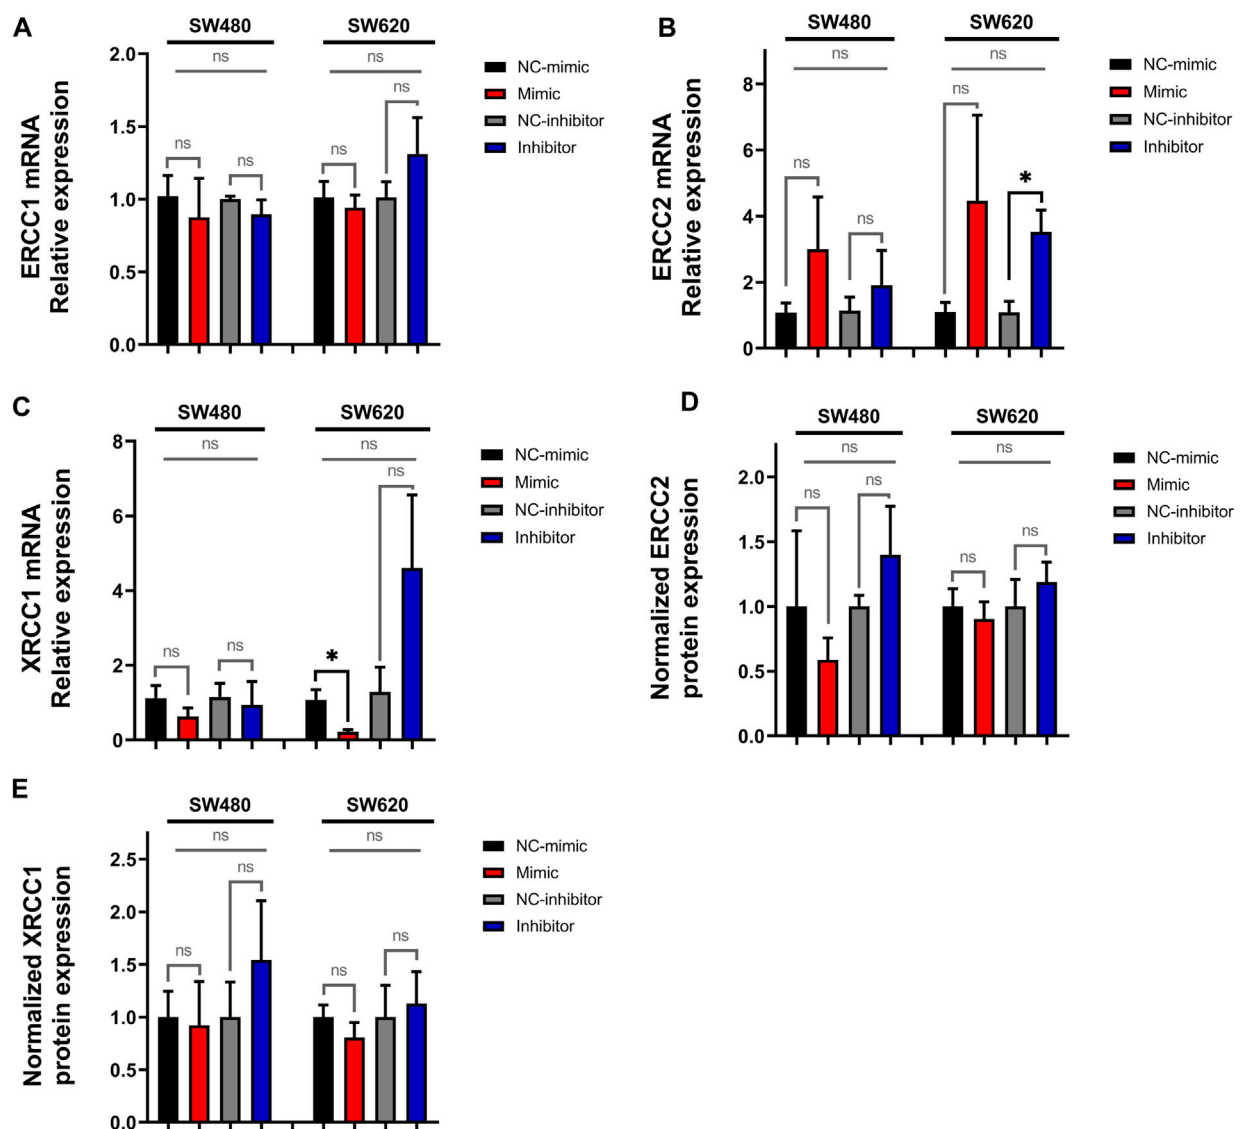 A
SW480
SW620
ns
ns
ns
ns
ns
ns
ERCC1 mRNA
Relative expression
2.0
1.5
1.0
0.5
0.0
NC-mimic
Mimic
NC-inhibitor
Inhibitor
B
SW480
SW620
ns
ns
ns
ns
ns
*
ERCC2 mRNA
Relative expression
8
6
4
2
0
NC-mimic
Mimic
NC-inhibitor
Inhibitor
C
SW480
SW620
ns
ns
ns
ns
ns
*
XRCC1 mRNA
Relative expression
8
6
4
2
0
NC-mimic
Mimic
NC-inhibitor
Inhibitor
D
SW480
SW620
ns
ns
ns
ns
ns
ns
Normalized ERCC2
protein expression
2.0
1.5
1.0
0.5
0.0
NC-mimic
Mimic
NC-inhibitor
Inhibitor
E
SW480
SW620
ns
ns
ns
ns
ns
ns
Normalized XRCC1
protein expression
2.5
2.0
1.5
1.0
0.5
0.0
NC-mimic
Mimic
NC-inhibitor
Inhibitor